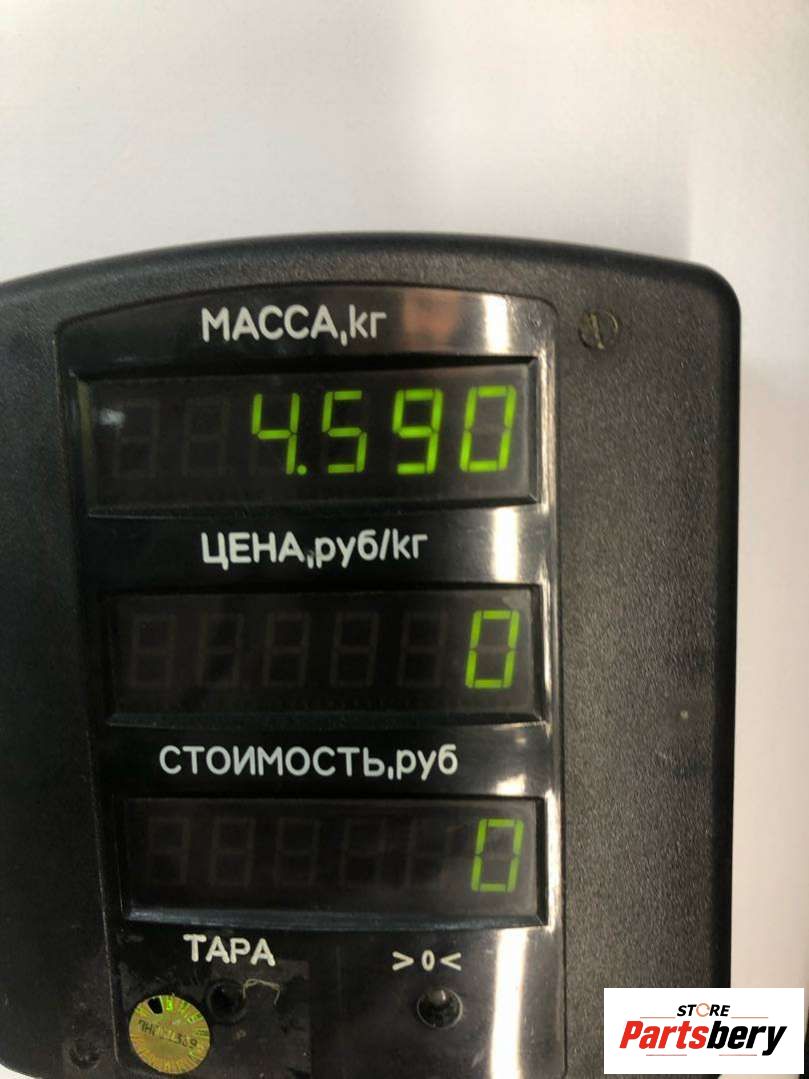 МАССА,кг
4.590
ЦЕНА,руб/кг
0
СТОИМОСТЬ,руб
0
ТАРА >0<
STORE
Partsbery